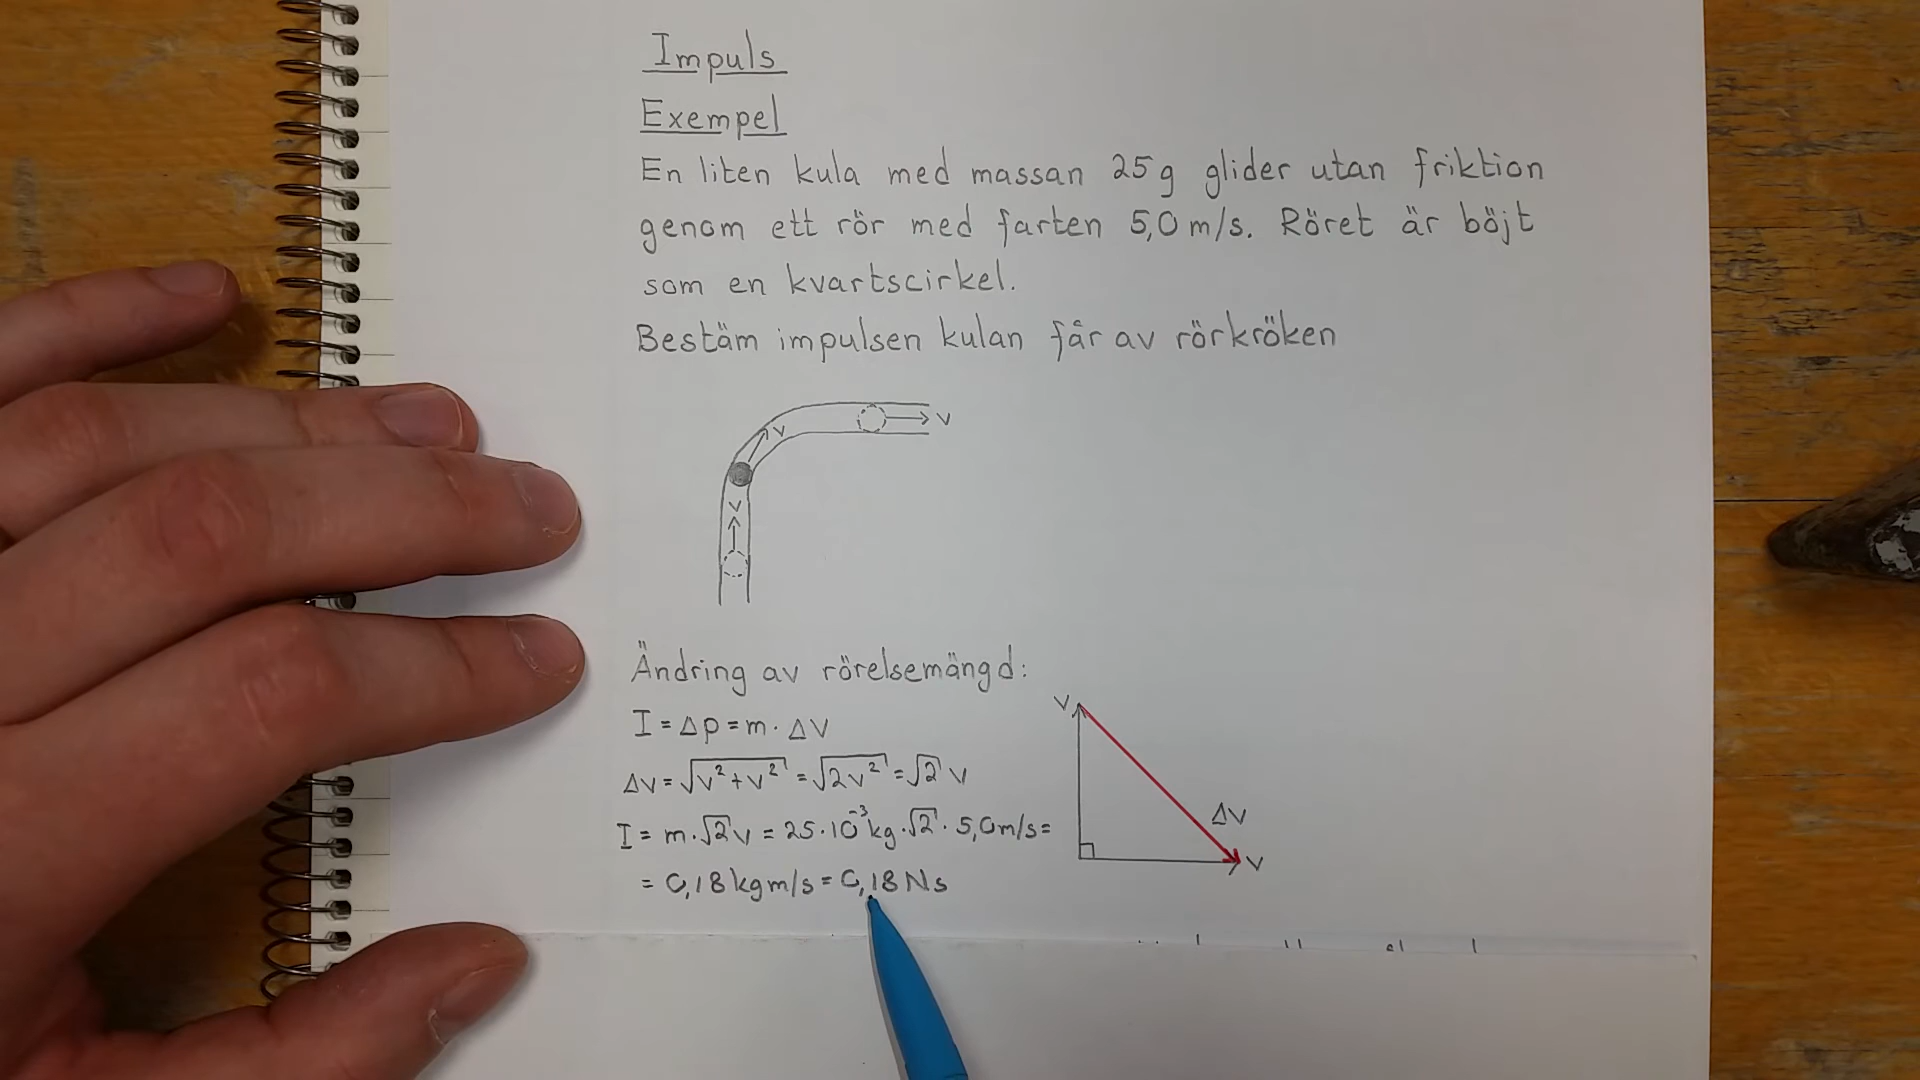 Impuls
Exempel
En liten kula med massan 25g glider utan friktion
genom ett rör med farten 5,0 m/s. Röret är böjt
som en kvartscirkel.
Bestäm impulsen kulan får av rörkröken
v
v
v
Ändring av rörelsemängd:
I = Δp = m · Δv
Δv = √(v² + v²) = √(2v²) = √2 v
I = m · √2 v = 25 · 10⁻³ kg · √2 · 5,0 m/s =
= 0,18 kgm/s = 0,18 Ns
v
Δv
v